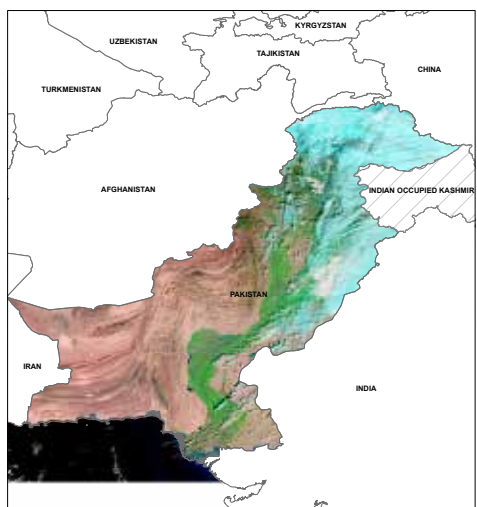 KYRGYZSTAN
UZBEKISTAN
TAJIKISTAN
CHINA
TURKMENISTAN
AFGHANISTAN
INDIAN OCCUPIED KASHMIR
PAKISTAN
IRAN
INDIA